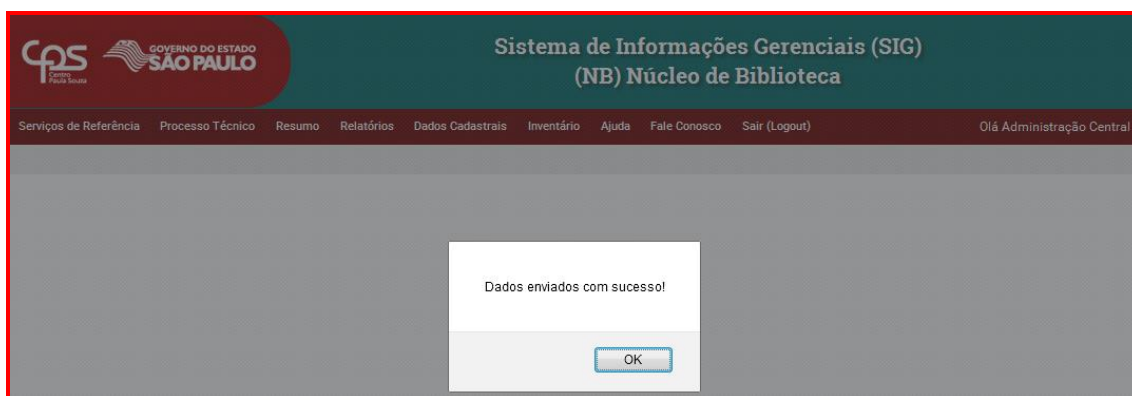 cps
Centro
Paula Souza
GOVERNO DO ESTADO
SÃO PAULO
Sistema de Informações Gerenciais (SIG)
(NB) Núcleo de Biblioteca
Serviços de Referência Processo Técnico Resumo Relatórios Dados Cadastrais Inventário Ajuda Fale Conosco Sair (Logout) Olá Administração Central
Dados enviados com sucesso!
OK